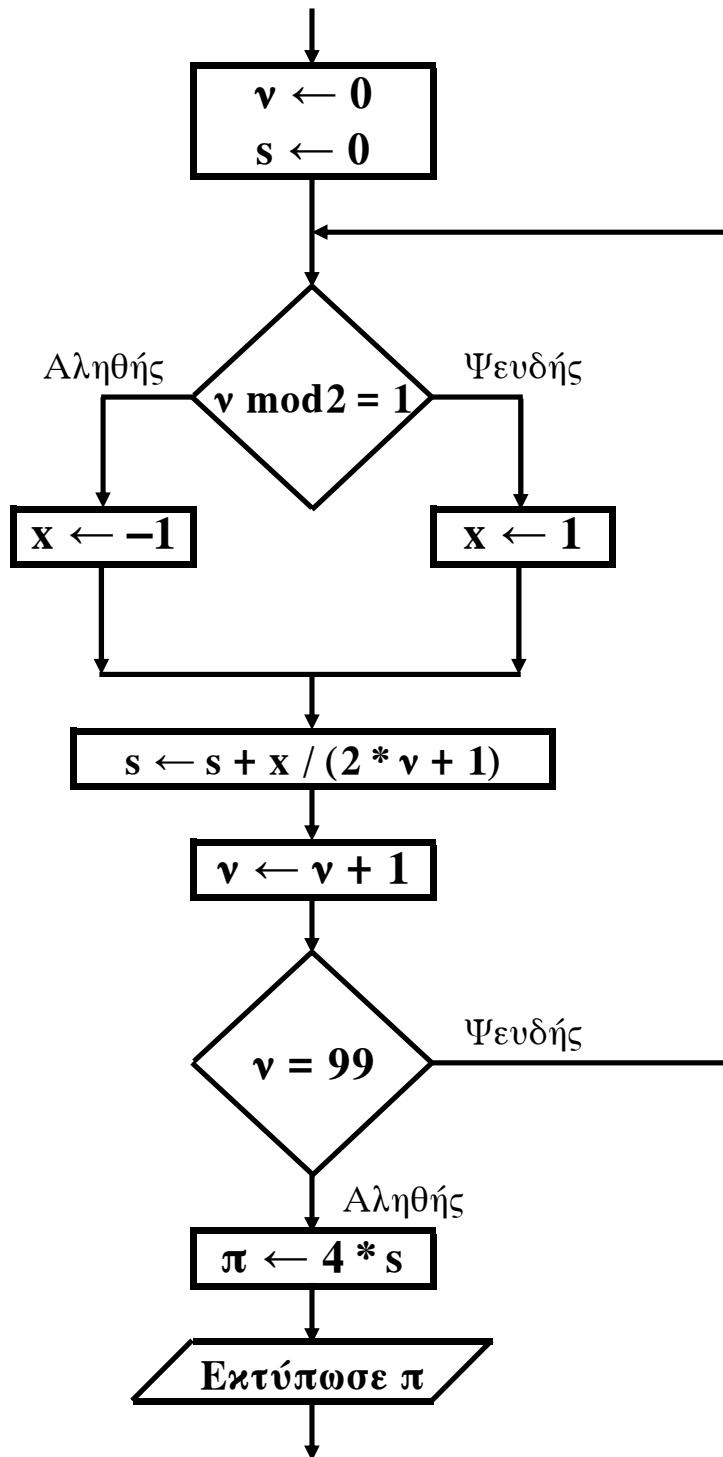 ν ← 0
s ← 0
Αληθής
Ψευδής
ν mod2 = 1
x ← –1
x ← 1
s ← s + x / (2 * ν + 1)
ν ← ν + 1
Ψευδής
ν = 99
Αληθής
π ← 4 * s
Εκτύπωσε π